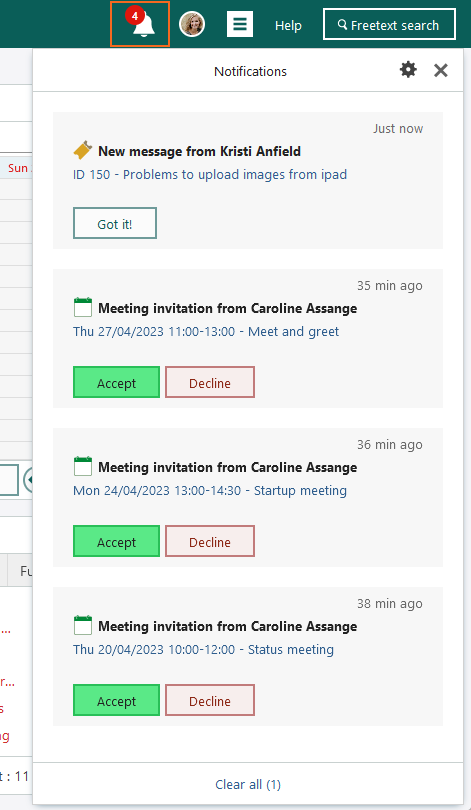 4
Help
Freetext search
Notifications
Just now
New message from Kristi Anfield
ID 150 - Problems to upload images from ipad
Got it!
35 min ago
Meeting invitation from Caroline Assange
Thu 27/04/2023 11:00-13:00 - Meet and greet
Accept
Decline
36 min ago
Meeting invitation from Caroline Assange
Mon 24/04/2023 13:00-14:30 - Startup meeting
Accept
Decline
38 min ago
Meeting invitation from Caroline Assange
Thu 20/04/2023 10:00-12:00 - Status meeting
Accept
Decline
Clear all (1)
Sun
Fu
...
r...
s
ng
t : 11